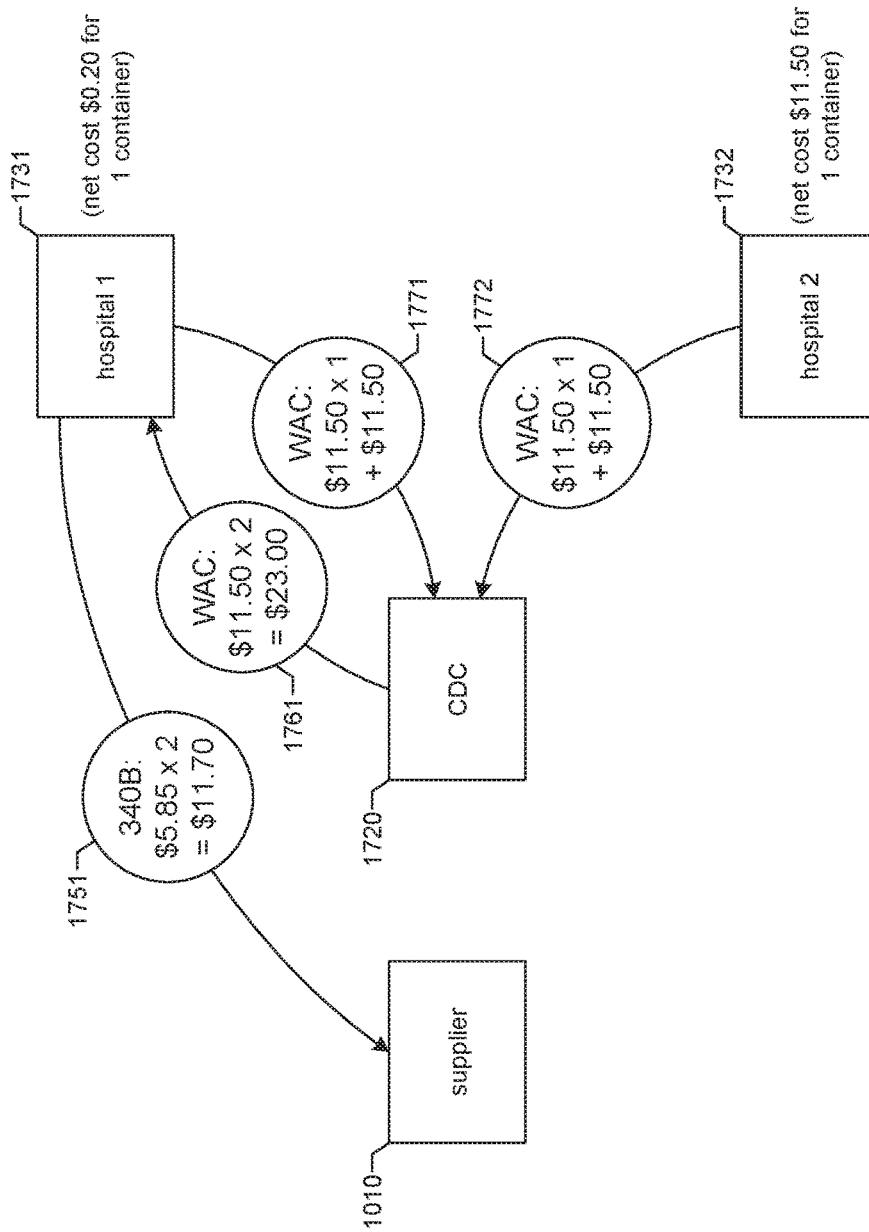 1010
supplier
1751
340B:
$5.85 x 2
= $11.70
1720
CDC
1761
WAC:
$11.50 x 2
= $23.00
1731
hospital 1
(net cost $0.20 for
1 container)
WAC:
$11.50 x 1
+ $11.50
1771
1772
WAC:
$11.50 x 1
+ $11.50
1732
hospital 2
(net cost $11.50 for
1 container)